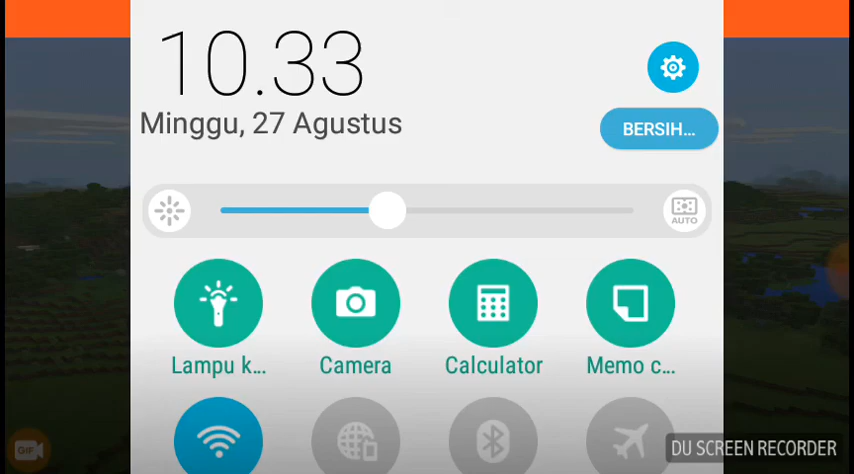 10.33
Minggu, 27 Agustus
BERSIH...
AUTO
Lampu k...
Camera
Calculator
Memo c...
GIF
DU SCREEN RECORDER